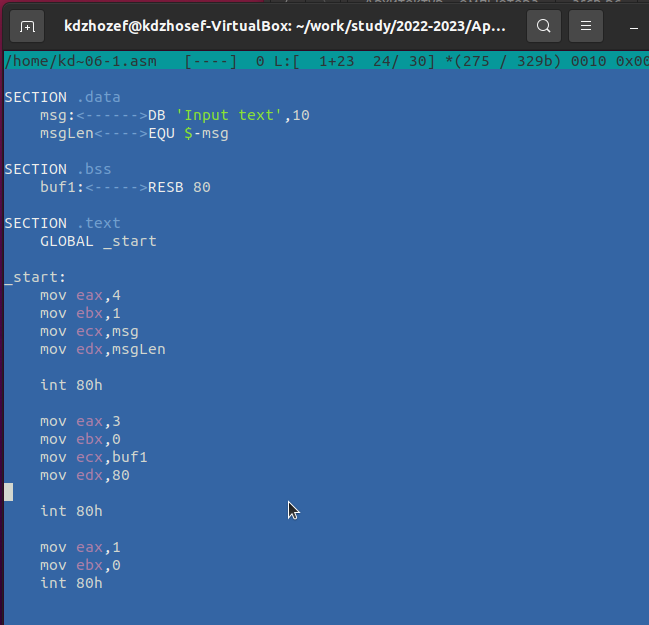 kdzhozef@kdzhosef-VirtualBox: ~/work/study/2022-2023/Ap...
/home/kd~06-1.asm   [----]  0 L:[  1+23  24/ 30] *(275 / 329b) 0010 0x00
SECTION .data
    msg:<------>DB 'Input text',10
    msgLen<---->EQU $-msg
SECTION .bss
    buf1:<----->RESB 80
SECTION .text
    GLOBAL _start
_start:
    mov eax,4
    mov ebx,1
    mov ecx,msg
    mov edx,msgLen
    int 80h
    mov eax,3
    mov ebx,0
    mov ecx,buf1
    mov edx,80
    int 80h
    mov eax,1
    mov ebx,0
    int 80h